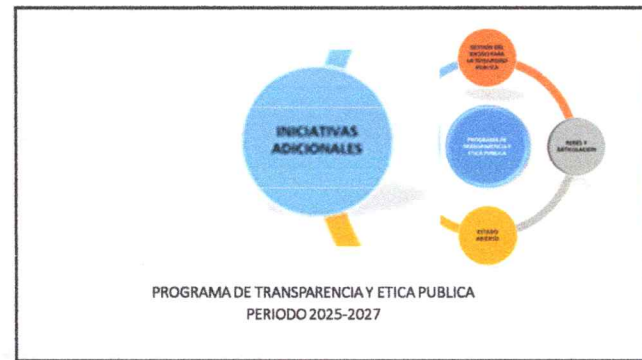 INICIATIVAS
ADICIONALES
GESTION DEL
RIESGO PARA
LA INTEGRIDAD
PUBLICA
PROGRAMA DE
TRANSPARENCIA Y
ETICA PUBLICA
REDES Y
ARTICULACION
ESTADO
ABIERTO
PROGRAMA DE TRANSPARENCIA Y ETICA PUBLICA
PERIODO 2025-2027